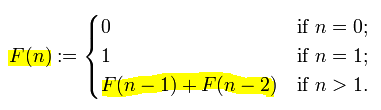 0 if n = 0;
F(n) := { 1 if n = 1;
F(n − 1) + F(n − 2) if n > 1.